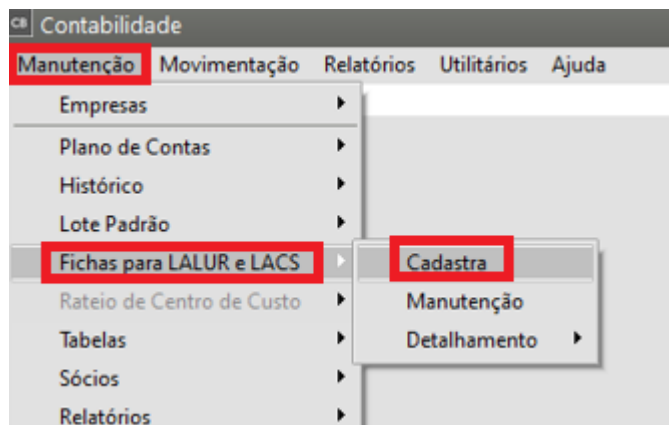 CB Contabilidade
Manutenção Movimentação Relatórios Utilitários Ajuda
Empresas
Plano de Contas
Histórico
Lote Padrão
Fichas para LALUR e LACS
Cadastra
Rateio de Centro de Custo
Manutenção
Tabelas
Detalhamento
Sócios
Relatórios